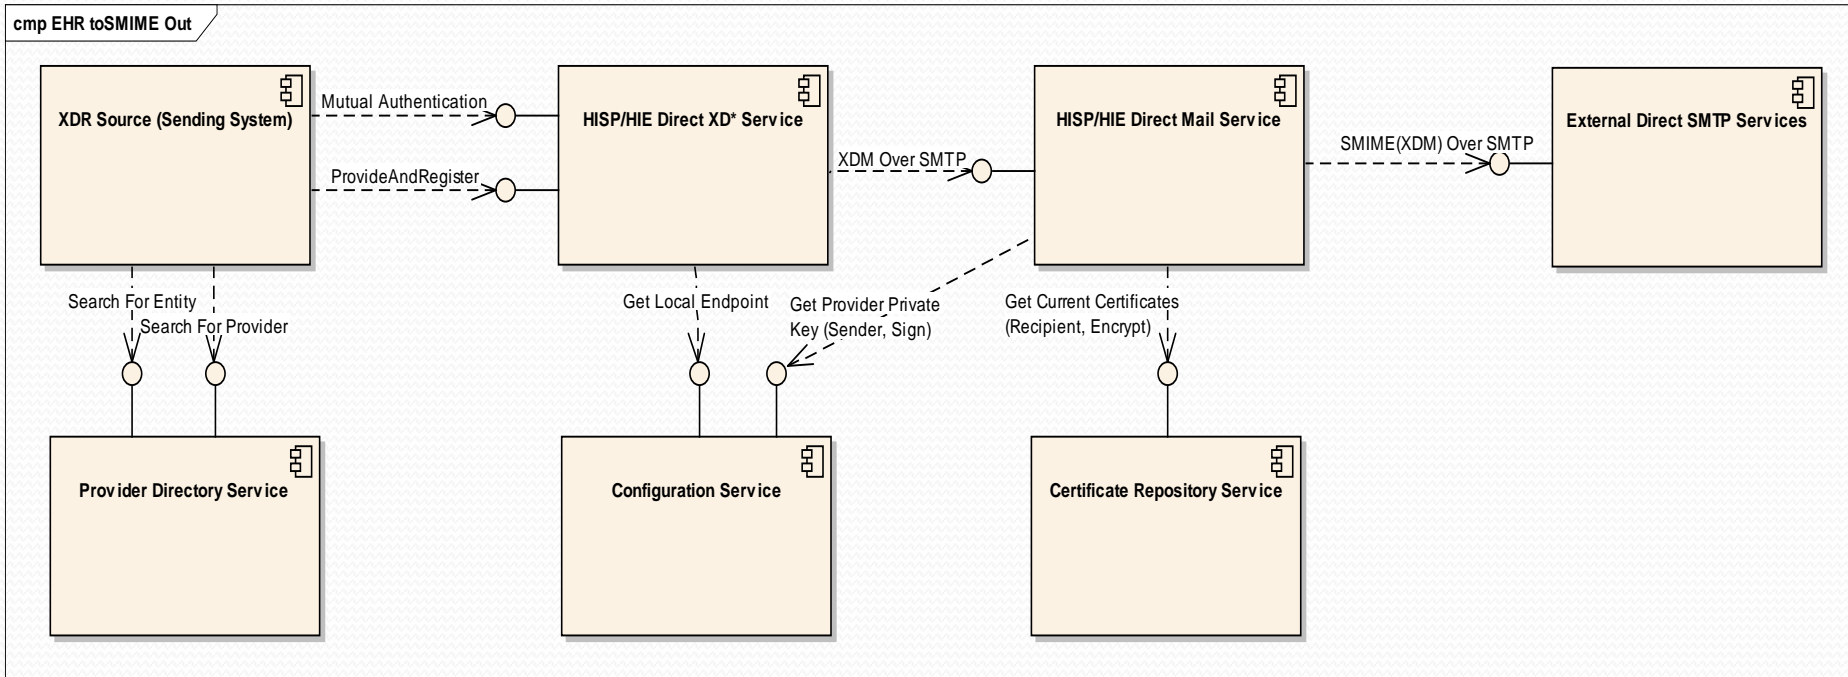 cmp EHR toSMIME Out
XDR Source (Sending System)
Mutual Authentication
ProvideAndRegister
HISP/HIE Direct XD* Service
XDM Over SMTP
HISP/HIE Direct Mail Service
SMIME(XDM) Over SMTP
External Direct SMTP Services
Search For Entity
Search For Provider
Get Local Endpoint
Get Provider Private
Key (Sender, Sign)
Get Current Certificates
(Recipient, Encrypt)
Provider Directory Service
Configuration Service
Certificate Repository Service